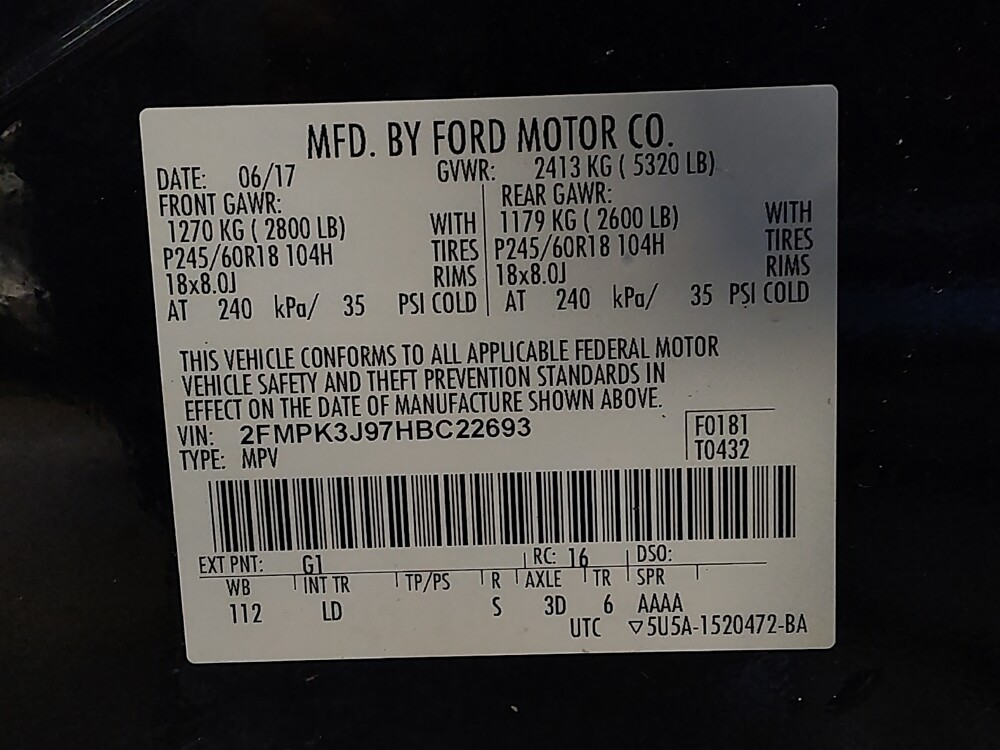 MFD. BY FORD MOTOR CO.
DATE: 06/17 GVWR: 2413 KG ( 5320 LB)
FRONT GAWR: REAR GAWR:
1270 KG ( 2800 LB) WITH 1179 KG ( 2600 LB) WITH
P245/60R18 104H TIRES P245/60R18 104H TIRES
18x8.0J RIMS 18x8.0J RIMS
AT 240 kPa/ 35 PSI COLD AT 240 kPa/ 35 PSI COLD
THIS VEHICLE CONFORMS TO ALL APPLICABLE FEDERAL MOTOR
VEHICLE SAFETY AND THEFT PREVENTION STANDARDS IN
EFFECT ON THE DATE OF MANUFACTURE SHOWN ABOVE.
VIN: 2FMPK3J97HBC22693 F0181
TYPE: MPV T0432
EXT PNT: G1 RC: 16 DSO:
WB INT TR TP/PS R AXLE TR SPR
112 LD S 3D 6 AAAA
UTC ▽5U5A-1520472-BA